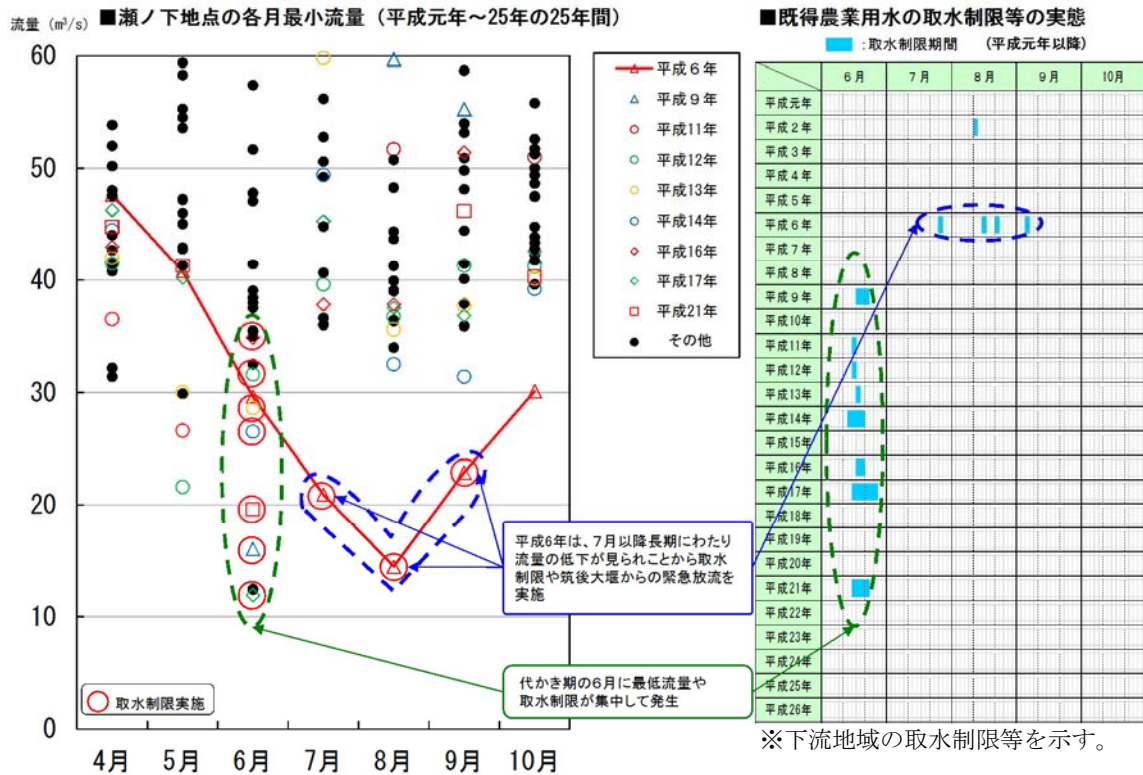 ■瀬ノ下地点の各月最小流量（平成元年～25年の25年間）
流量（m³/s）
60
50
40
30
20
10
0
4月
5月
6月
7月
8月
9月
10月
平成６年
平成９年
平成11年
平成12年
平成13年
平成14年
平成16年
平成17年
平成21年
その他
取水制限実施
平成6年は、７月以降長期にわたり
流量の低下が見られことから取水
制限や筑後大堰からの緊急放流を
実施
代かき期の6月に最低流量や
取水制限が集中して発生
■既得農業用水の取水制限等の実態
：取水制限期間　（平成元年以降）
6月
7月
8月
9月
10月
平成元年
平成２年
平成３年
平成４年
平成５年
平成６年
平成７年
平成８年
平成９年
平成10年
平成11年
平成12年
平成13年
平成14年
平成15年
平成16年
平成17年
平成18年
平成19年
平成20年
平成21年
平成22年
平成23年
平成24年
平成25年
平成26年
※下流地域の取水制限等を示す。